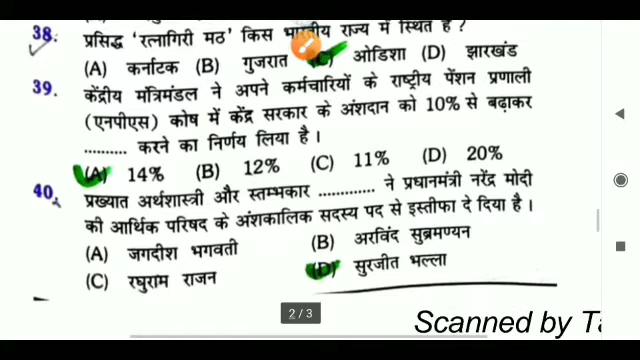 38. प्रसिद्ध 'रत्नागिरी मठ' किस भारतीय राज्य में स्थित है ?
(A) कर्नाटक (B) गुजरात (C) ओडिशा (D) झारखंड
39. केंद्रीय मंत्रिमंडल ने अपने कर्मचारियों के राष्ट्रीय पेंशन प्रणाली
(एनपीएस) कोष में केंद्र सरकार के अंशदान को 10% से बढ़ाकर
.......... करने का निर्णय लिया है।
(A) 14% (B) 12% (C) 11% (D) 20%
40. प्रख्यात अर्थशास्त्री और स्तम्भकार ............. ने प्रधानमंत्री नरेंद्र मोदी
की आर्थिक परिषद के अंशकालिक सदस्य पद से इस्तीफा दे दिया है।
(A) जगदीश भगवती (B) अरविंद सुब्रमण्यन
(C) रघुराम राजन (D) सुरजीत भल्ला
2 / 3
Scanned by Ta